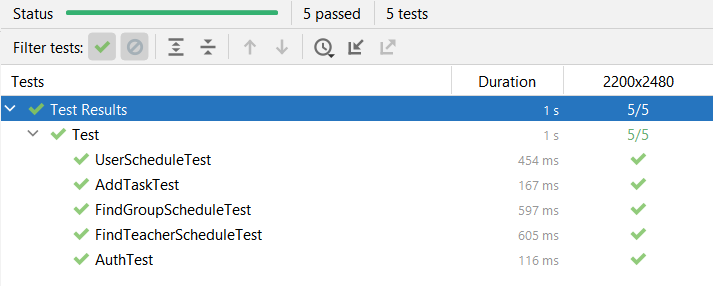 Status 5 passed 5 tests
Filter tests:
Tests Duration 2200x2480
Test Results 1 s 5/5
Test 1 s 5/5
UserScheduleTest 454 ms
AddTaskTest 167 ms
FindGroupScheduleTest 597 ms
FindTeacherScheduleTest 605 ms
AuthTest 116 ms